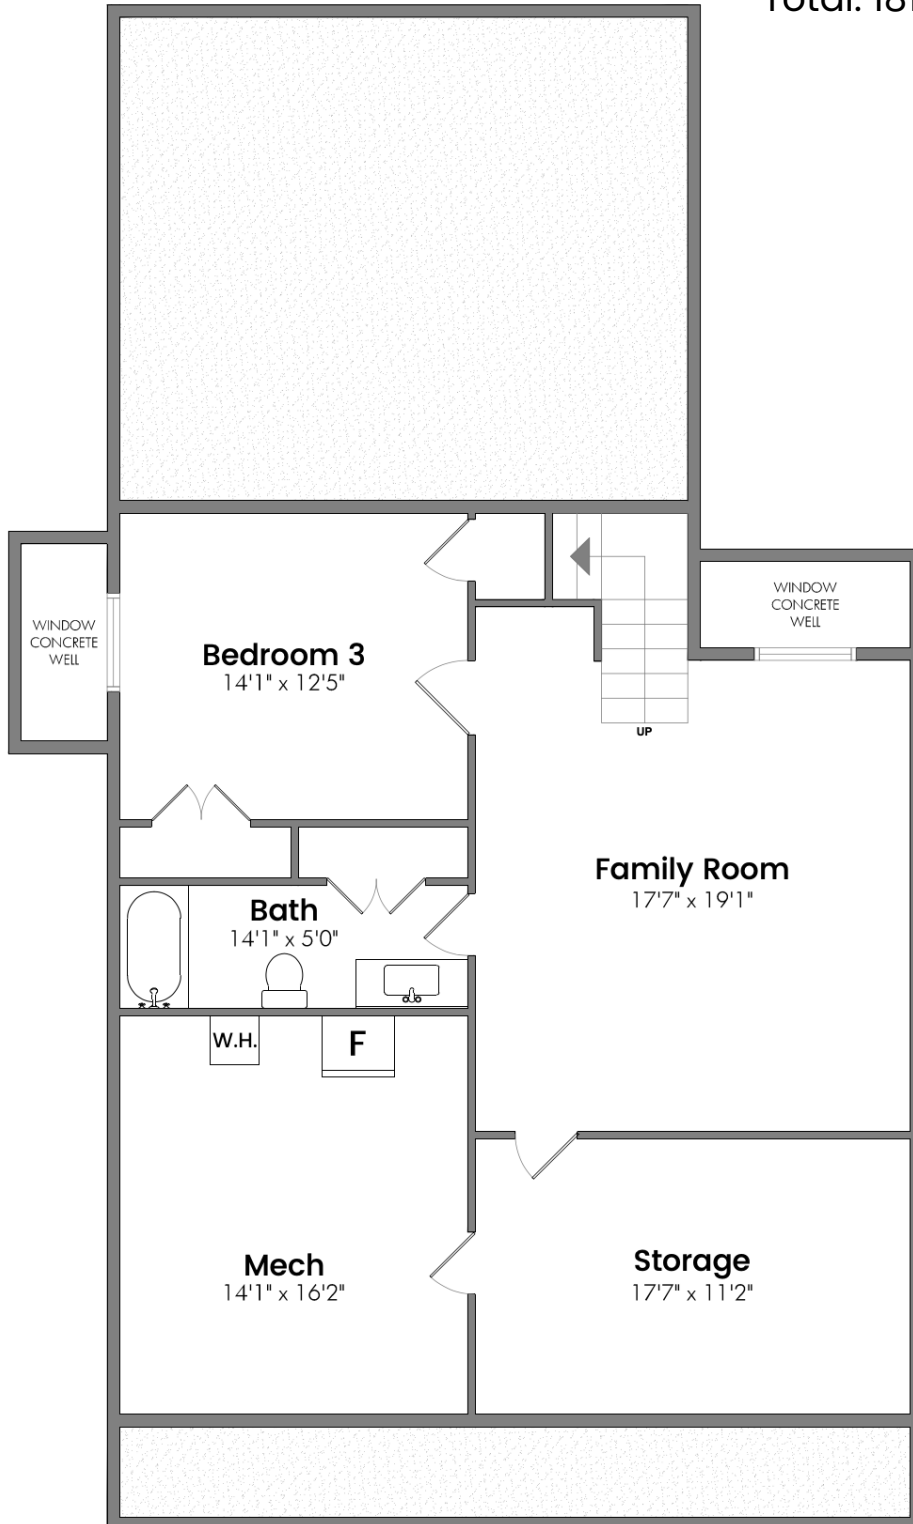 WINDOW
CONCRETE
WELL
WINDOW
CONCRETE
WELL
Bedroom 3
14'1" x 12'5"
UP
Family Room
17'7" x 19'1"
Bath
14'1" x 5'0"
W.H.
F
Mech
14'1" x 16'2"
Storage
17'7" x 11'2"